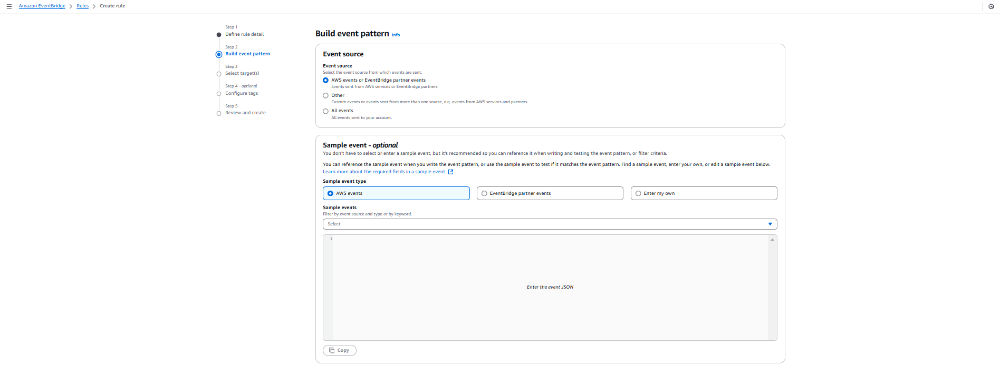 Amazon EventBridge > Rules > Create rule
Step 1
Define rule detail
Step 2
Build event pattern
Step 3
Select target(s)
Step 4 - optional
Configure tags
Step 5
Review and create
Build event pattern Info
Event source
Event source
Select the event source from which events are sent.
AWS events or EventBridge partner events
Events sent from AWS services or EventBridge partners.
Other
Custom events or events sent from more than one source, e.g. events from AWS services and partners.
All events
All events sent to your account.
Sample event - optional
You don't have to select or enter a sample event, but it's recommended so you can reference it when writing and testing the event pattern, or filter criteria.
You can reference the sample event when you write the event pattern, or use the sample event to test if it matches the event pattern. Find a sample event, enter your own, or edit a sample event below.
Learn more about the required fields in a sample event.
Sample event type
AWS events EventBridge partner events Enter my own
Sample events
Filter by event source and type or by keyword.
Select
1
Enter the event JSON
Copy